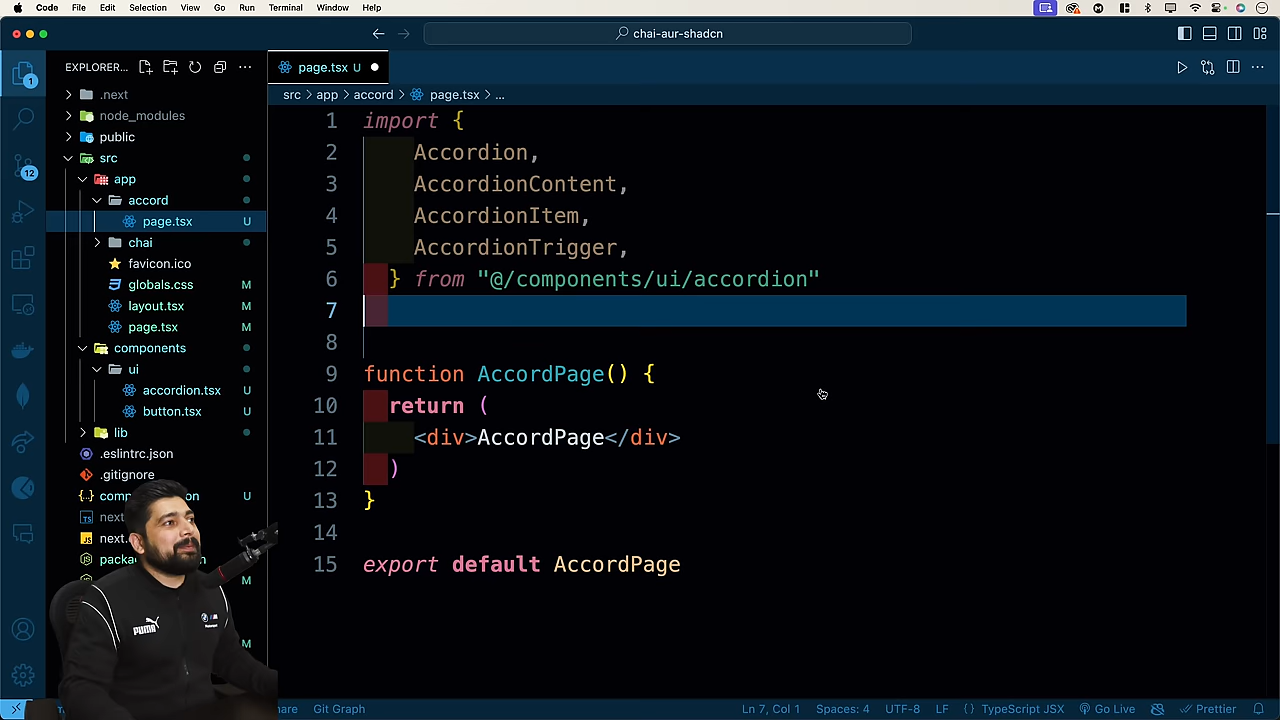 Code File Edit Selection View Go Run Terminal Window Help
chai-aur-shadcn
EXPLORER...
page.tsx U
src > app > accord > page.tsx > ...
.next
node_modules
public
src
app
accord
page.tsx U
chai
favicon.ico
globals.css M
layout.tsx M
page.tsx M
components
ui
accordion.tsx U
button.tsx U
lib
.eslintrc.json
.gitignore
U
next
next.
M
M
1 import {
2 Accordion,
3 AccordionContent,
4 AccordionItem,
5 AccordionTrigger,
6 } from "@/components/ui/accordion"
7
8
9 function AccordPage() {
10 return (
11 <div>AccordPage</div>
12 )
13 }
14
15 export default AccordPage
1
12
PUMA
Git Graph
Ln 7, Col 1 Spaces: 4 UTF-8 LF {} TypeScript JSX Go Live Prettier